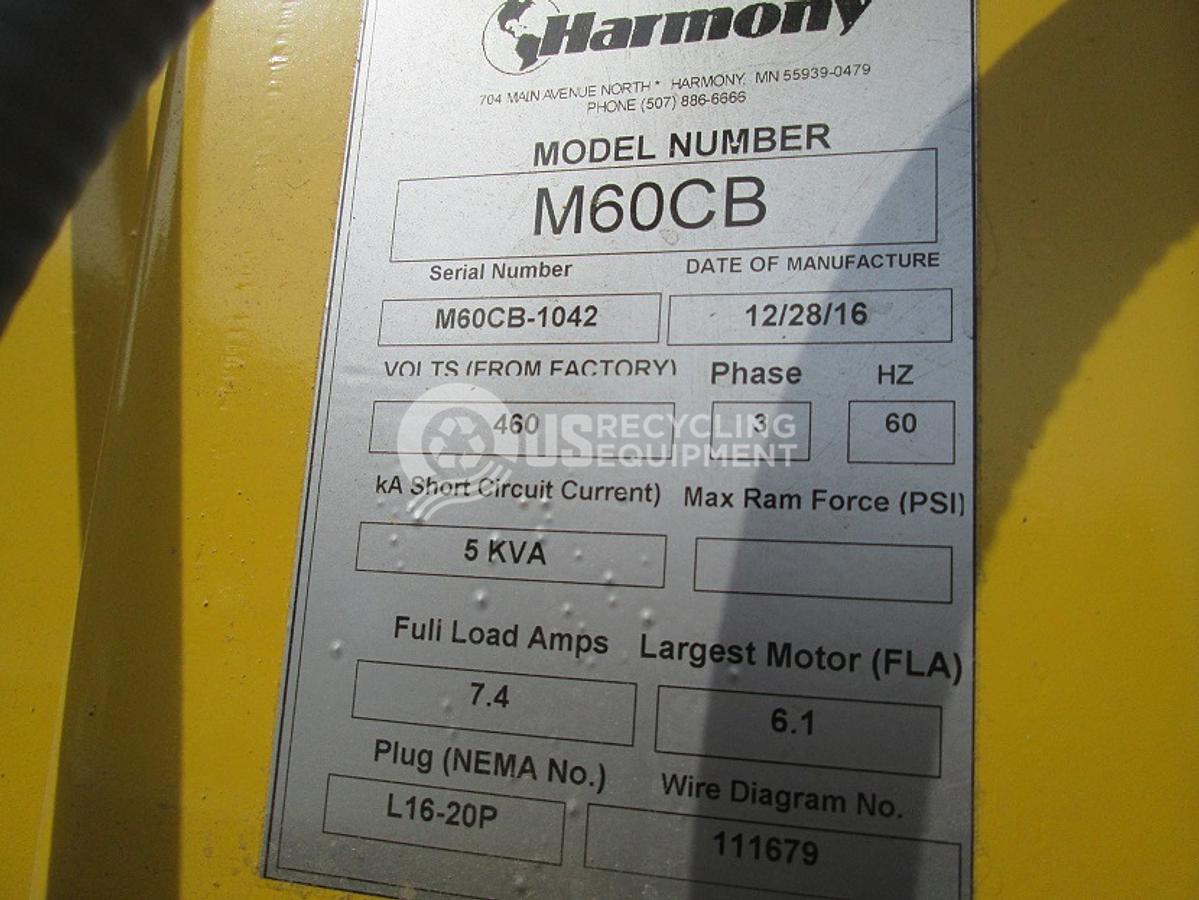 Harmony
704 MAIN AVENUE NORTH * HARMONY, MN 55939-0479
PHONE (507) 886-6666
MODEL NUMBER
M60CB
Serial Number DATE OF MANUFACTURE
M60CB-1042 12/28/16
VOLTS (FROM FACTORY) Phase HZ
460 3 60
US RECYCLING
EQUIPMENT
kA Short Circuit Current) Max Ram Force (PSI)
5 KVA
Full Load Amps Largest Motor (FLA)
7.4 6.1
Plug (NEMA No.) Wire Diagram No.
L16-20P 111679